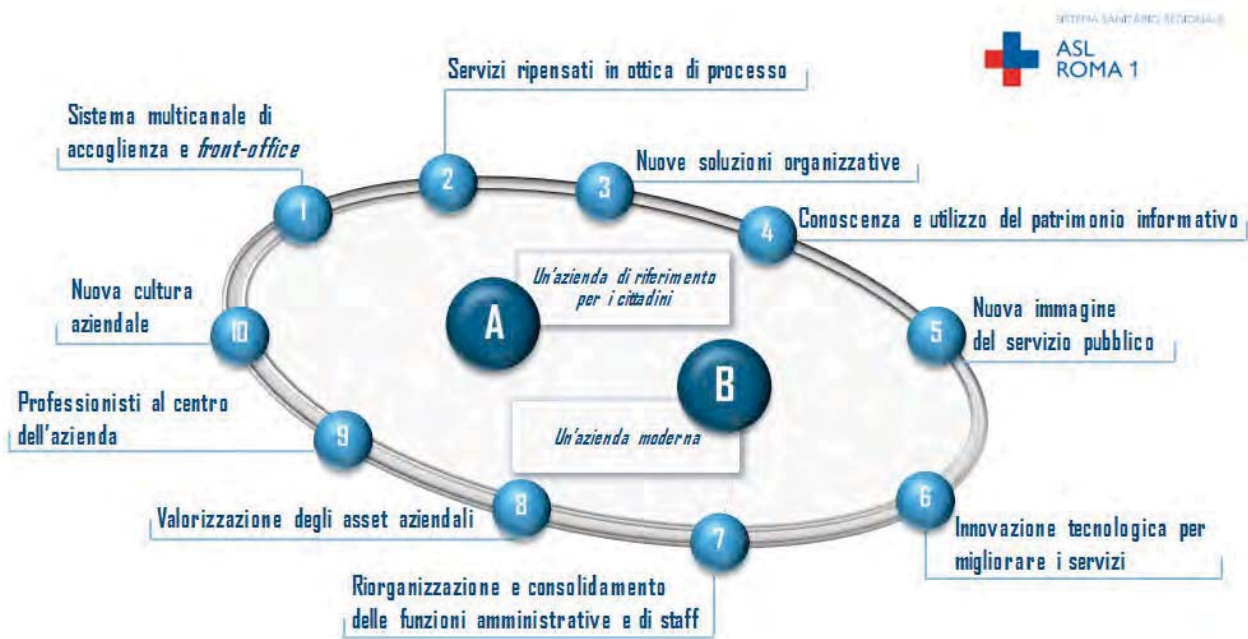 SISTEMA SANITARIO REGIONALE
ASL
ROMA 1
Servizi ripensati in ottica di processo
Sistema multicanale di
accoglienza e front-office
2
3
Nuove soluzioni organizzative
1
4
Conoscenza e utilizzo del patrimonio informativo
Un'azienda di riferimento
per i cittadini
Nuova cultura
aziendale
10
A
5
Nuova immagine
del servizio pubblico
B
Professionisti al centro
dell'azienda
9
Un'azienda moderna
6
Valorizzazione degli asset aziendali
8
7
Innovazione tecnologica per
migliorare i servizi
Riorganizzazione e consolidamento
delle funzioni amministrative e di staff